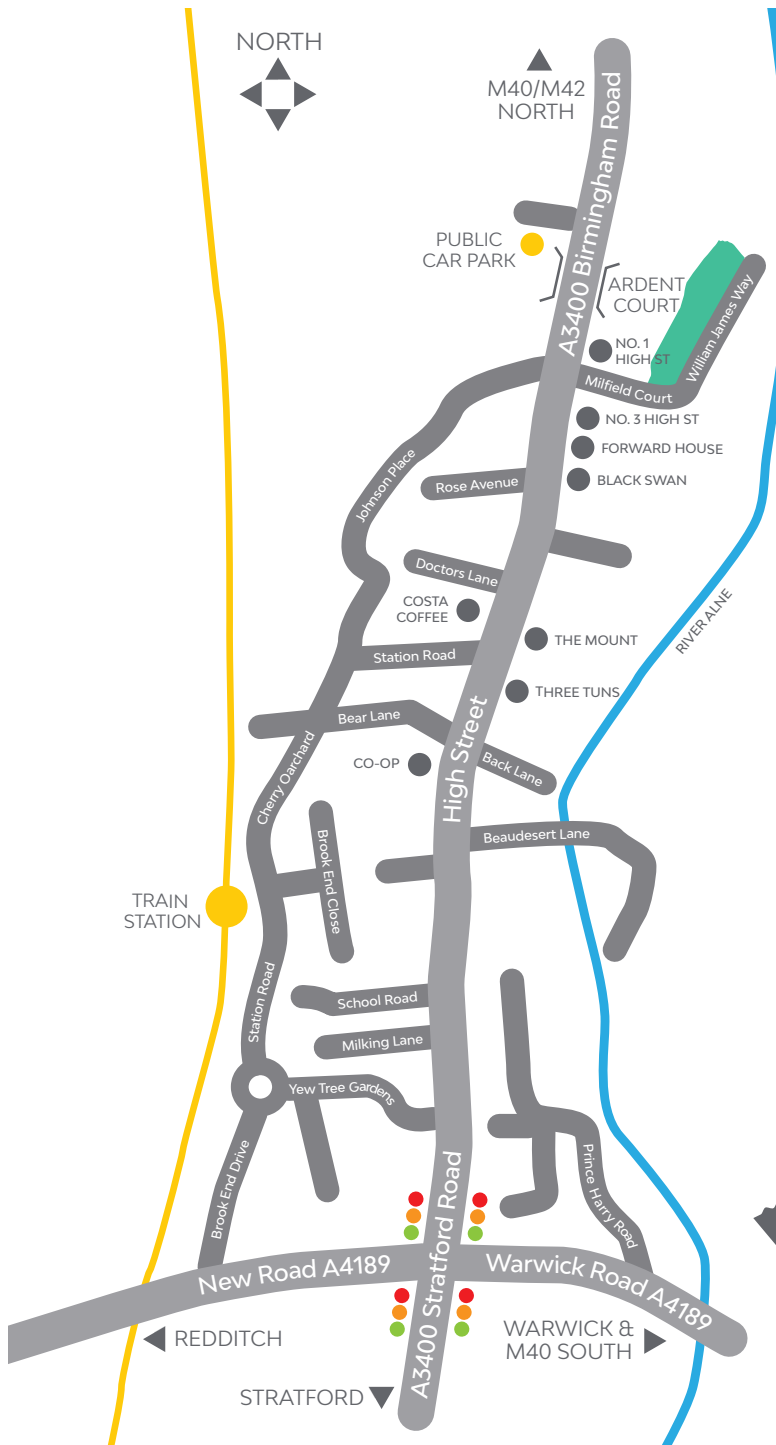 NORTH
M40/M42
NORTH
A3400 Birmingham Road
PUBLIC
CAR PARK
ARDENT
COURT
William James Way
NO. 1
HIGH ST
Milfield Court
NO. 3 HIGH ST
FORWARD HOUSE
BLACK SWAN
Johnson Place
Rose Avenue
Doctors Lane
COSTA
COFFEE
RIVER ALNE
THE MOUNT
Station Road
THREE TUNS
Bear Lane
High Street
Back Lane
CO-OP
Cherry Oarchard
Beaudesert Lane
Brook End Close
TRAIN
STATION
School Road
Station Road
Milking Lane
Yew Tree Gardens
Brook End Drive
Prince Harry Road
A3400 Stratford Road
New Road A4189
Warwick Road A4189
REDDITCH
WARWICK &
M40 SOUTH
STRATFORD